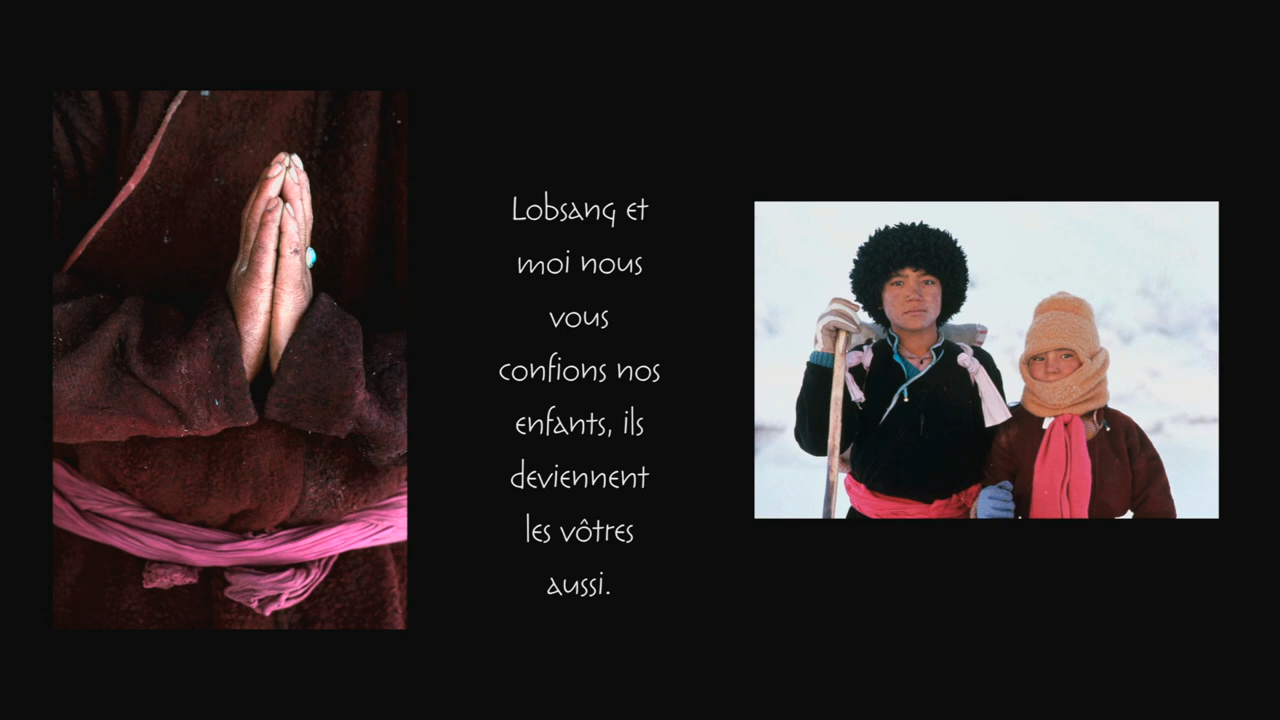 Lobsang et
moi nous
vous
confions nos
enfants, ils
deviennent
les vôtres
aussi.